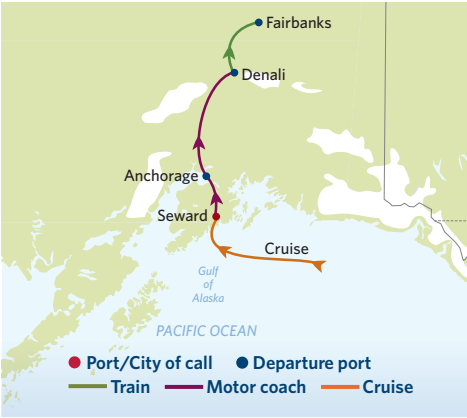 Fairbanks
Denali
Anchorage
Seward
Cruise
Gulf
of
Alaska
PACIFIC OCEAN
Port/City of call Departure port
Train Motor coach Cruise